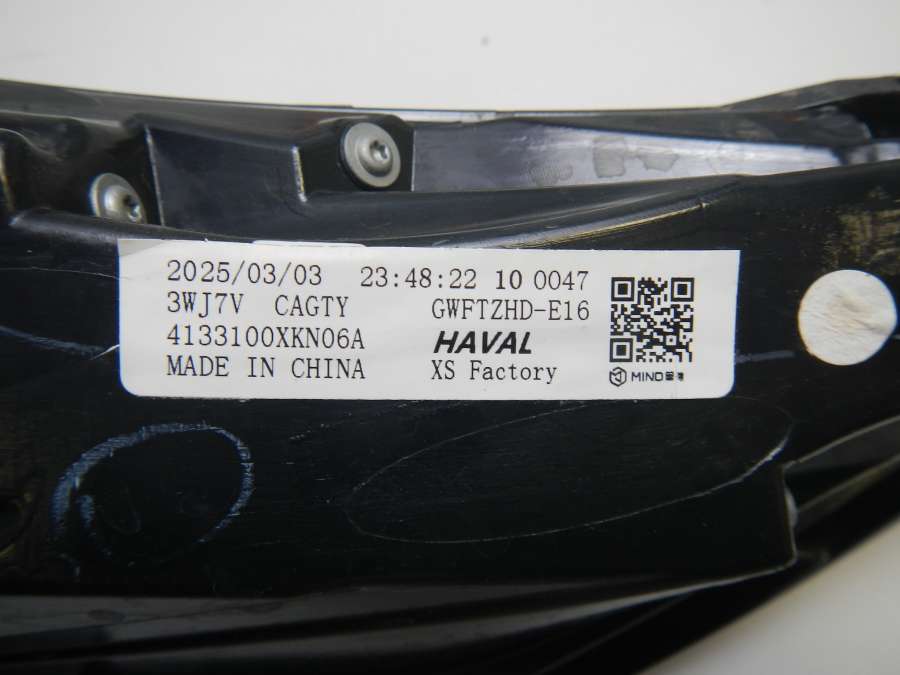 2025/03/03 23:48:22 10 0047
3WJ7V CAGTY GWFTZHD-E16
4133100XKN06A HAVAL
MADE IN CHINA XS Factory
MIND